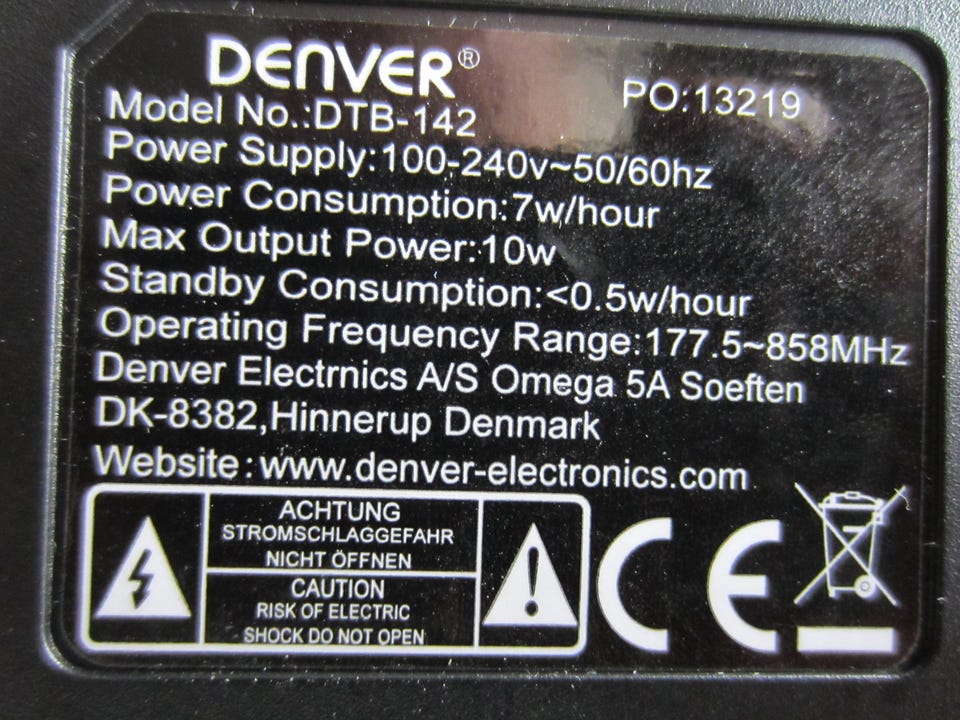 DENVER®
PO:13219
Model No.:DTB-142
Power Supply:100-240v~50/60hz
Power Consumption:7w/hour
Max Output Power:10w
Standby Consumption:<0.5w/hour
Operating Frequency Range:177.5~858MHz
Denver Electrnics A/S Omega 5A Soeften
DK-8382,Hinnerup Denmark
Website:www.denver-electronics.com
ACHTUNG
STROMSCHLAGGEFAHR
NICHT ÖFFNEN
CAUTION
RISK OF ELECTRIC
SHOCK DO NOT OPEN
CE